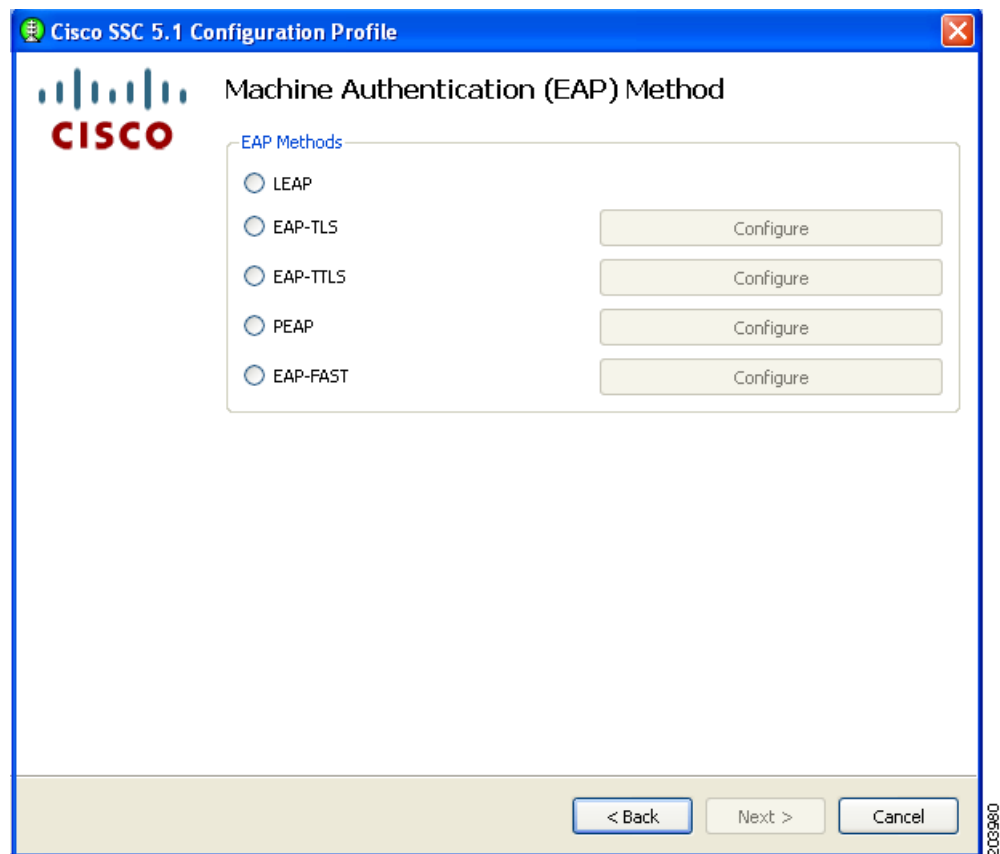 Cisco SSC 5.1 Configuration Profile
CISCO
Machine Authentication (EAP) Method
EAP Methods
LEAP
EAP-TLS Configure
EAP-TTLS Configure
PEAP Configure
EAP-FAST Configure
< Back Next > Cancel
203980